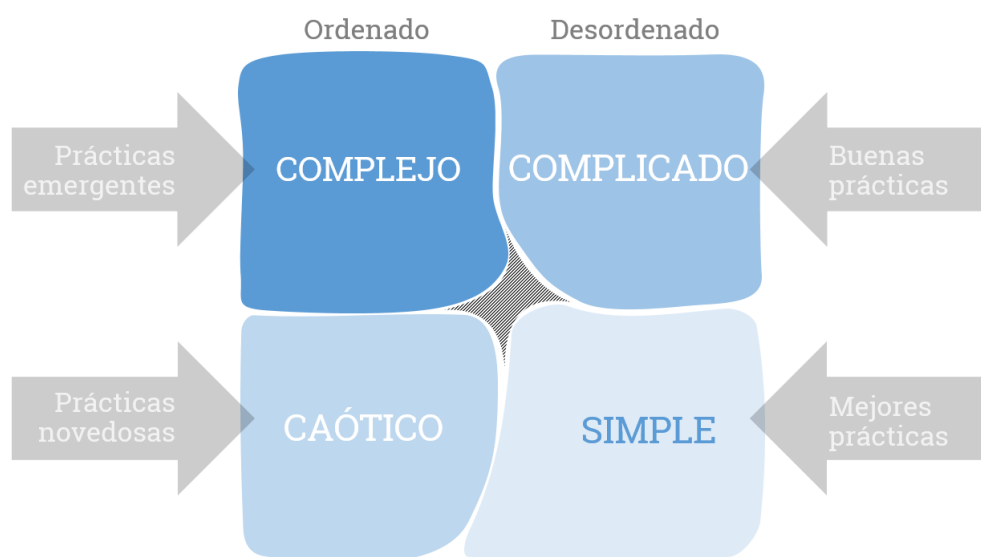 Ordenado
Desordenado
Prácticas
emergentes
COMPLEJO
COMPLICADO
Buenas
prácticas
Prácticas
novedosas
CAÓTICO
SIMPLE
Mejores
prácticas